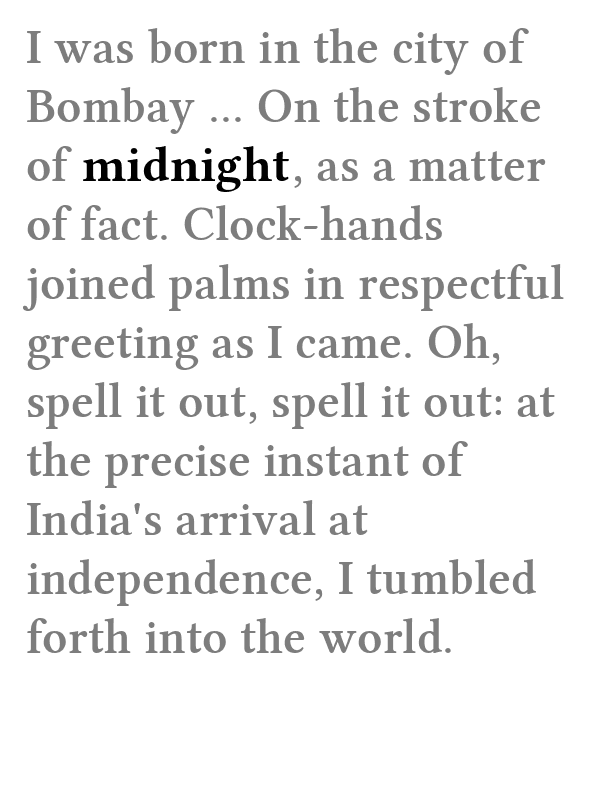 I was born in the city of
Bombay ... On the stroke
of midnight, as a matter
of fact. Clock-hands
joined palms in respectful
greeting as I came. Oh,
spell it out, spell it out: at
the precise instant of
India's arrival at
independence, I tumbled
forth into the world.